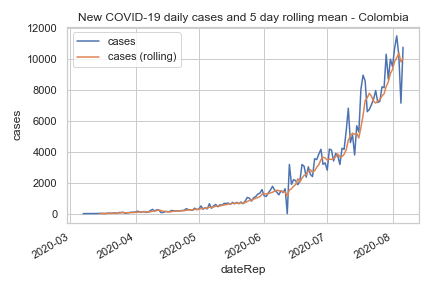 New COVID-19 daily cases and 5 day rolling mean - Colombia
cases
cases (rolling)
12000
10000
8000
6000
4000
2000
0
cases
2020-03
2020-04
2020-05
2020-06
2020-07
2020-08
dateRep